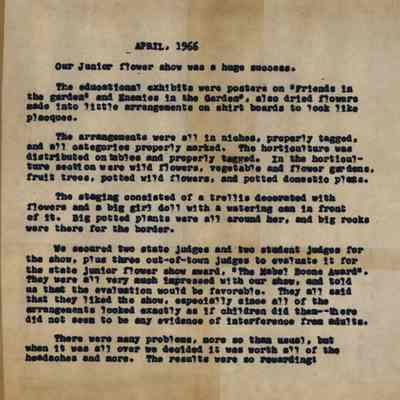 APRIL, 1966
Our Junior flower show was a huge success.
The educational exhibits were posters on "Friends in
the garden" and Enemies in the Garden", also dried flowers
made into little arrangements on shirt boards to look like
placques.
The arrangements were all in niches, properly tagged,
and all categories properly marked. The horticulture was
distributed on tables and properly tagged. In the horticul-
ture section were wild flowers, vegetable and flower gardens,
fruit trees, potted wild flowers, and potted domestic plants.
The staging consisted of a trellis decorated with
flowers and a big girl doll with a watering can in front
of it. Big potted plants were all around her, and big rocks
were there for the border.
We secured two state judges and two student judges for
the show, plus three out-of-town judges to evaluate it for
the state junior flower show award, "The Mabel Boone Award".
They were all very much impressed with our show, and told
us that the evaluation would be favorable. They all said
that they liked the show, especially since all of the
arrangements looked exactly as if children did them--there
did not seem to be any evidence of interference from adults.
There were many problems, more so than usual, but
when it was all over we decided it was worth all of the
headaches and more. The results were so rewarding!